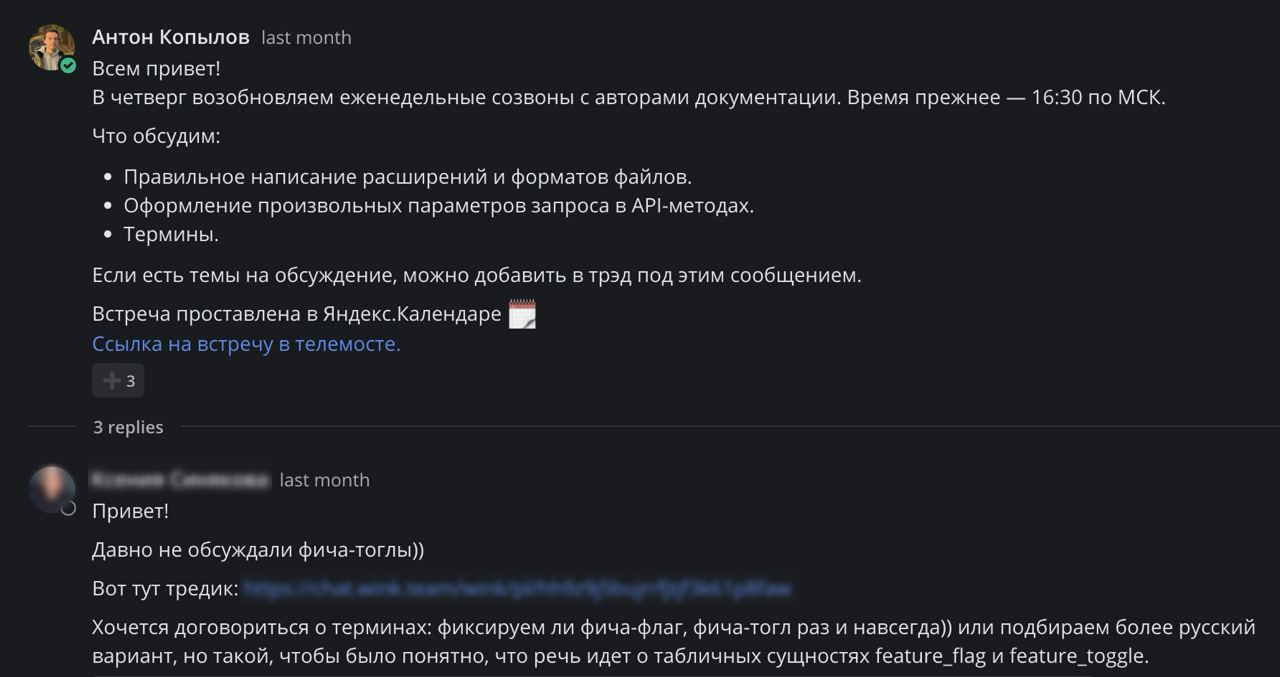 Антон Копылов last month
Всем привет!
В четверг возобновляем еженедельные созвоны с авторами документации. Время прежнее — 16:30 по МСК.
Что обсудим:
• Правильное написание расширений и форматов файлов.
• Оформление произвольных параметров запроса в API-методах.
• Термины.
Если есть темы на обсуждение, можно добавить в трэд под этим сообщением.
Встреча проставлена в Яндекс.Календаре
Ссылка на встречу в телемосте.
3
3 replies
last month
Привет!
Давно не обсуждали фича-тоглы))
Вот тут тредик:
Хочется договориться о терминах: фиксируем ли фича-флаг, фича-тогл раз и навсегда)) или подбираем более русский
вариант, но такой, чтобы было понятно, что речь идет о табличных сущностях feature_flag и feature_toggle.